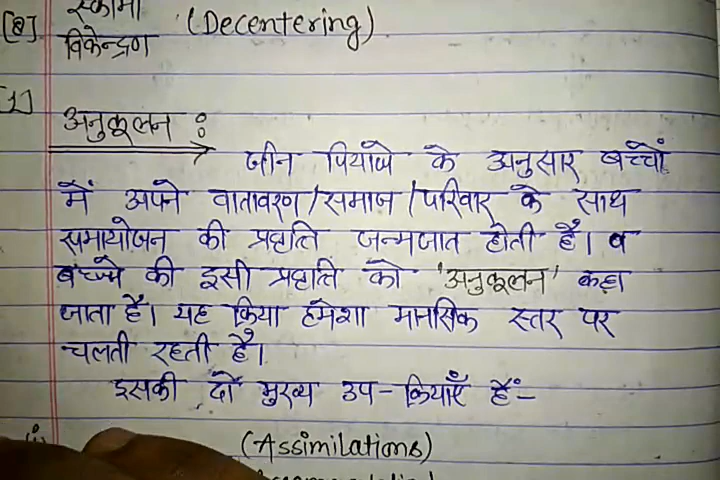 स्कीमा
[8] विकेन्द्रण (Decentering)
1] अनुकूलन :
जीन पियाजे के अनुसार बच्चों
में अपने वातावरण/समाज/परिवार के साथ
समायोजन की प्रवृत्ति जन्मजात होती है। व
बच्चे की इसी प्रवृत्ति को 'अनुकूलन' कहा
जाता है। यह क्रिया हमेशा मानसिक स्तर पर
चलती रहती है।
इसकी दो मुख्य उप-क्रियाएँ हैं-
(i) (Assimilations)